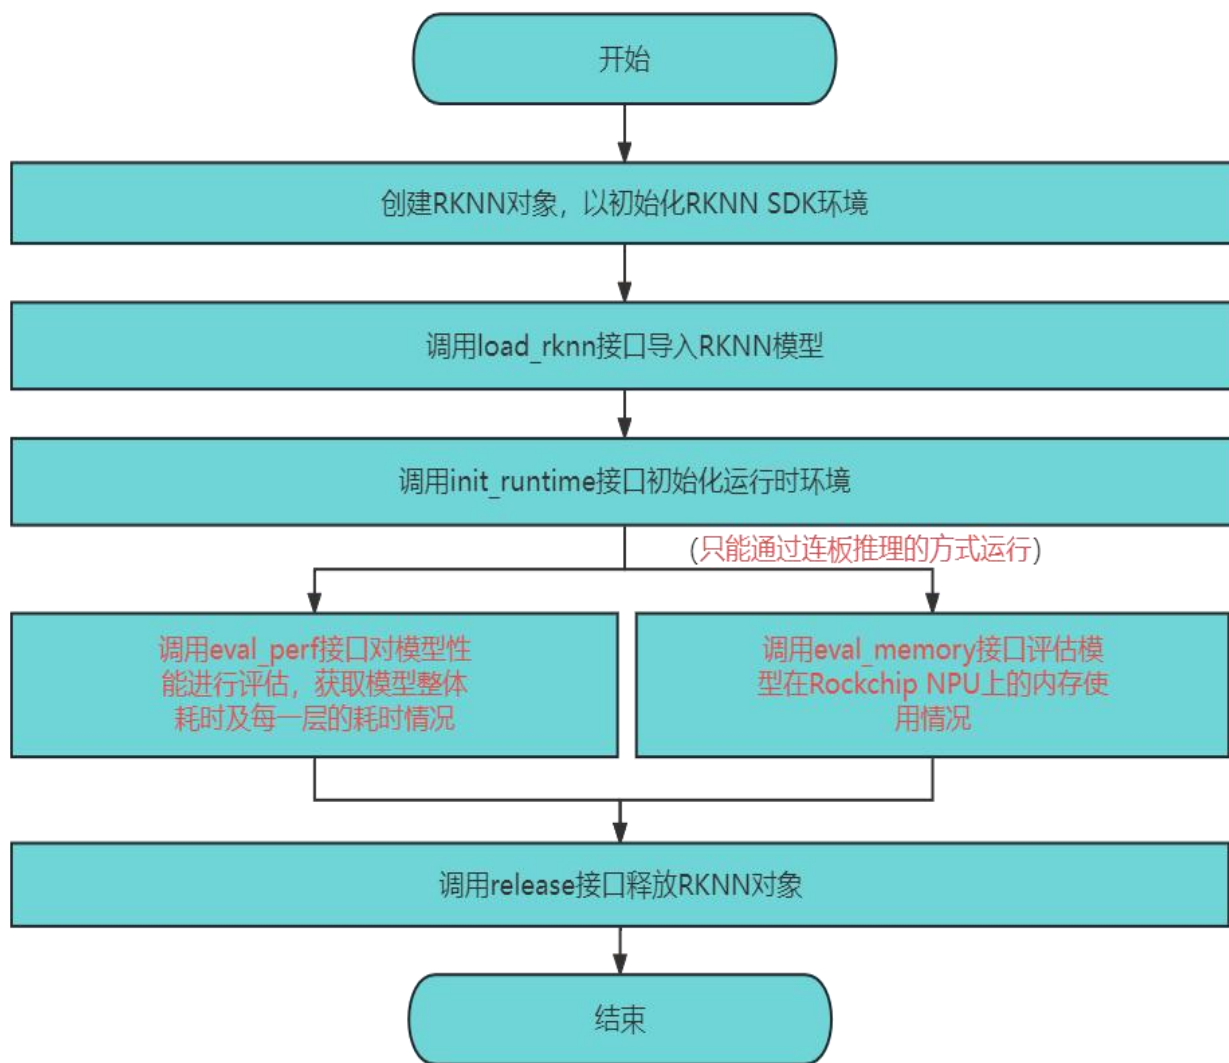 开始
创建RKNN对象，以初始化RKNN SDK环境
调用load_rknn接口导入RKNN模型
调用init_runtime接口初始化运行时环境
(只能通过连板推理的方式运行)
调用eval_perf接口对模型性
能进行评估，获取模型整体
耗时及每一层的耗时情况
调用eval_memory接口评估模
型在Rockchip NPU上的内存使
用情况
调用release接口释放RKNN对象
结束